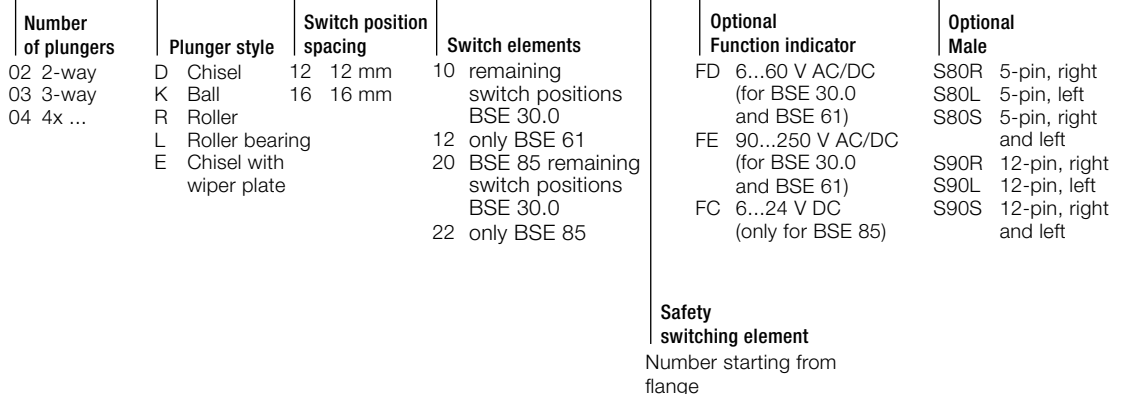 Number
of plungers
02 2-way
03 3-way
04 4x ...
Plunger style
D Chisel
K Ball
R Roller
L Roller bearing
E Chisel with
wiper plate
Switch position
spacing
12 12 mm
16 16 mm
Switch elements
10 remaining
switch positions
BSE 30.0
12 only BSE 61
20 BSE 85 remaining
switch positions
BSE 30.0
22 only BSE 85
Safety
switching element
Number starting from
flange
Optional
Function indicator
FD 6...60 V AC/DC
(for BSE 30.0
and BSE 61)
FE 90...250 V AC/DC
(for BSE 30.0
and BSE 61)
FC 6...24 V DC
(only for BSE 85)
Optional
Male
S80R 5-pin, right
S80L 5-pin, left
S80S 5-pin, right
and left
S90R 12-pin, right
S90L 12-pin, left
S90S 12-pin, right
and left